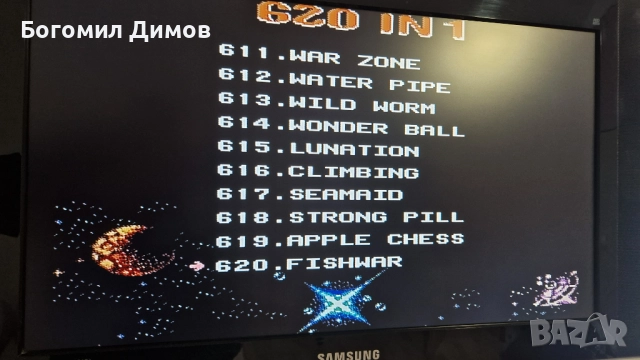 Богомил Димов
620 IN 1
611.WAR ZONE
612.WATER PIPE
613.WILD WORM
614.WONDER BALL
615.LUNATION
616.CLIMBING
617.SEAMAID
618.STRONG PILL
619.APPLE CHESS
620.FISHWAR
SAMSUNG
BAZAR